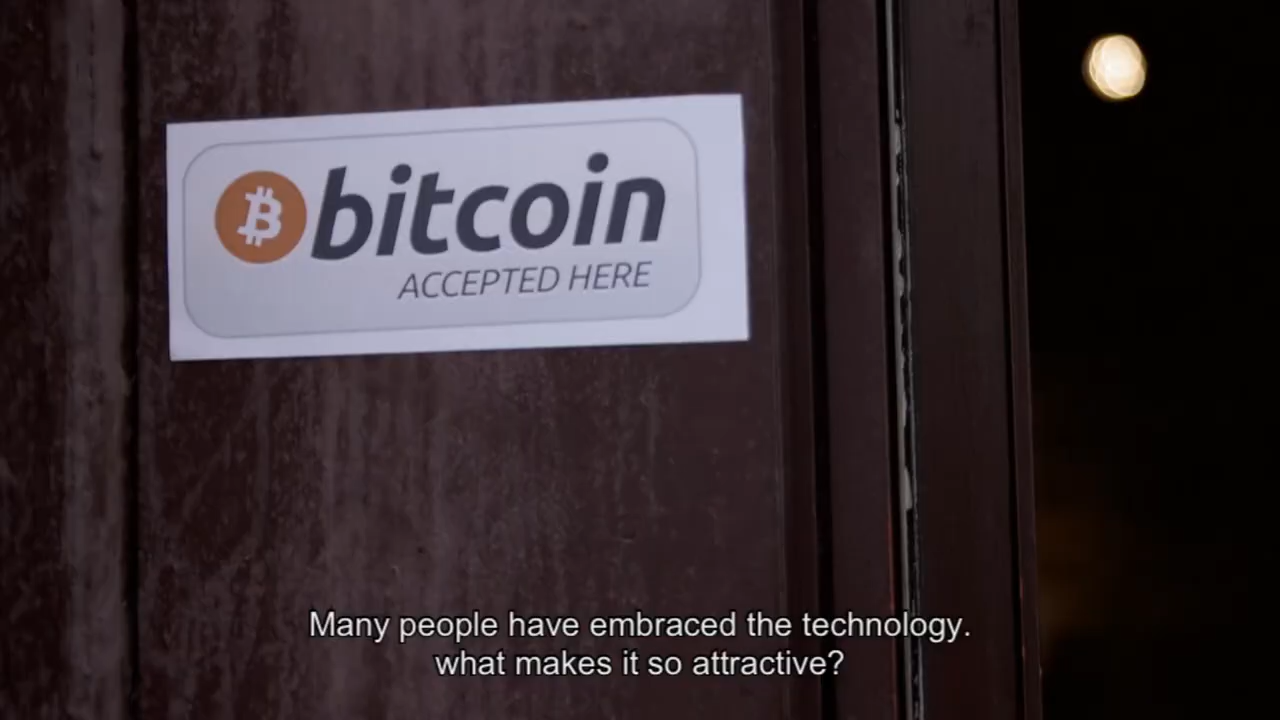 bitcoin
ACCEPTED HERE
Many people have embraced the technology.
what makes it so attractive?